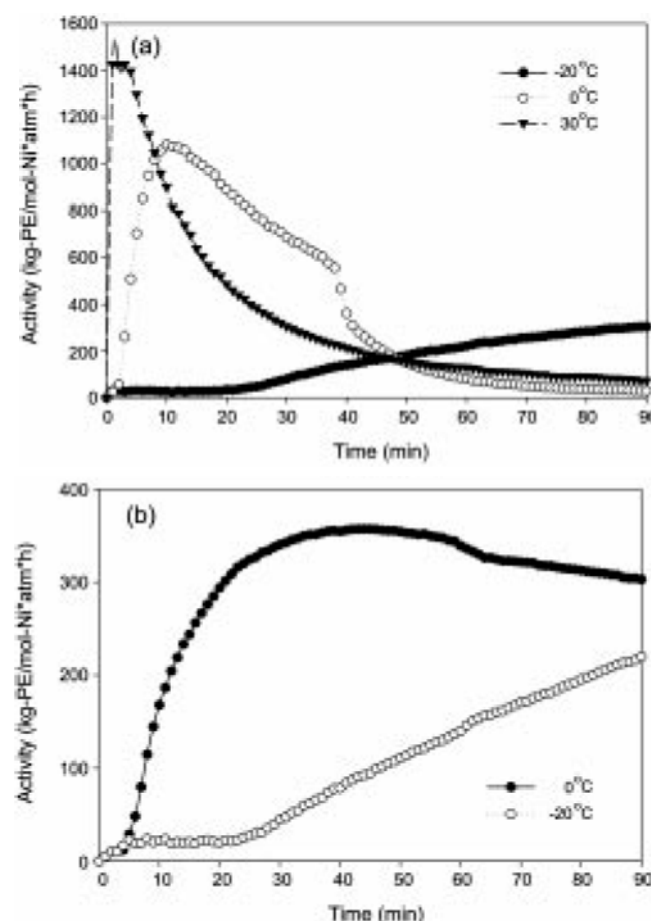 (a)
1600
1400
1200
1000
800
600
400
200
0
Activity (kg-PE/mol-Ni*atm*h)
-20°C
0°C
30°C
0 10 20 30 40 50 60 70 80 90
Time (min)
(b)
400
300
200
100
0
Activity (kg-PE/mol-Ni*atm*h)
0°C
-20°C
0 10 20 30 40 50 60 70 80 90
Time (min)